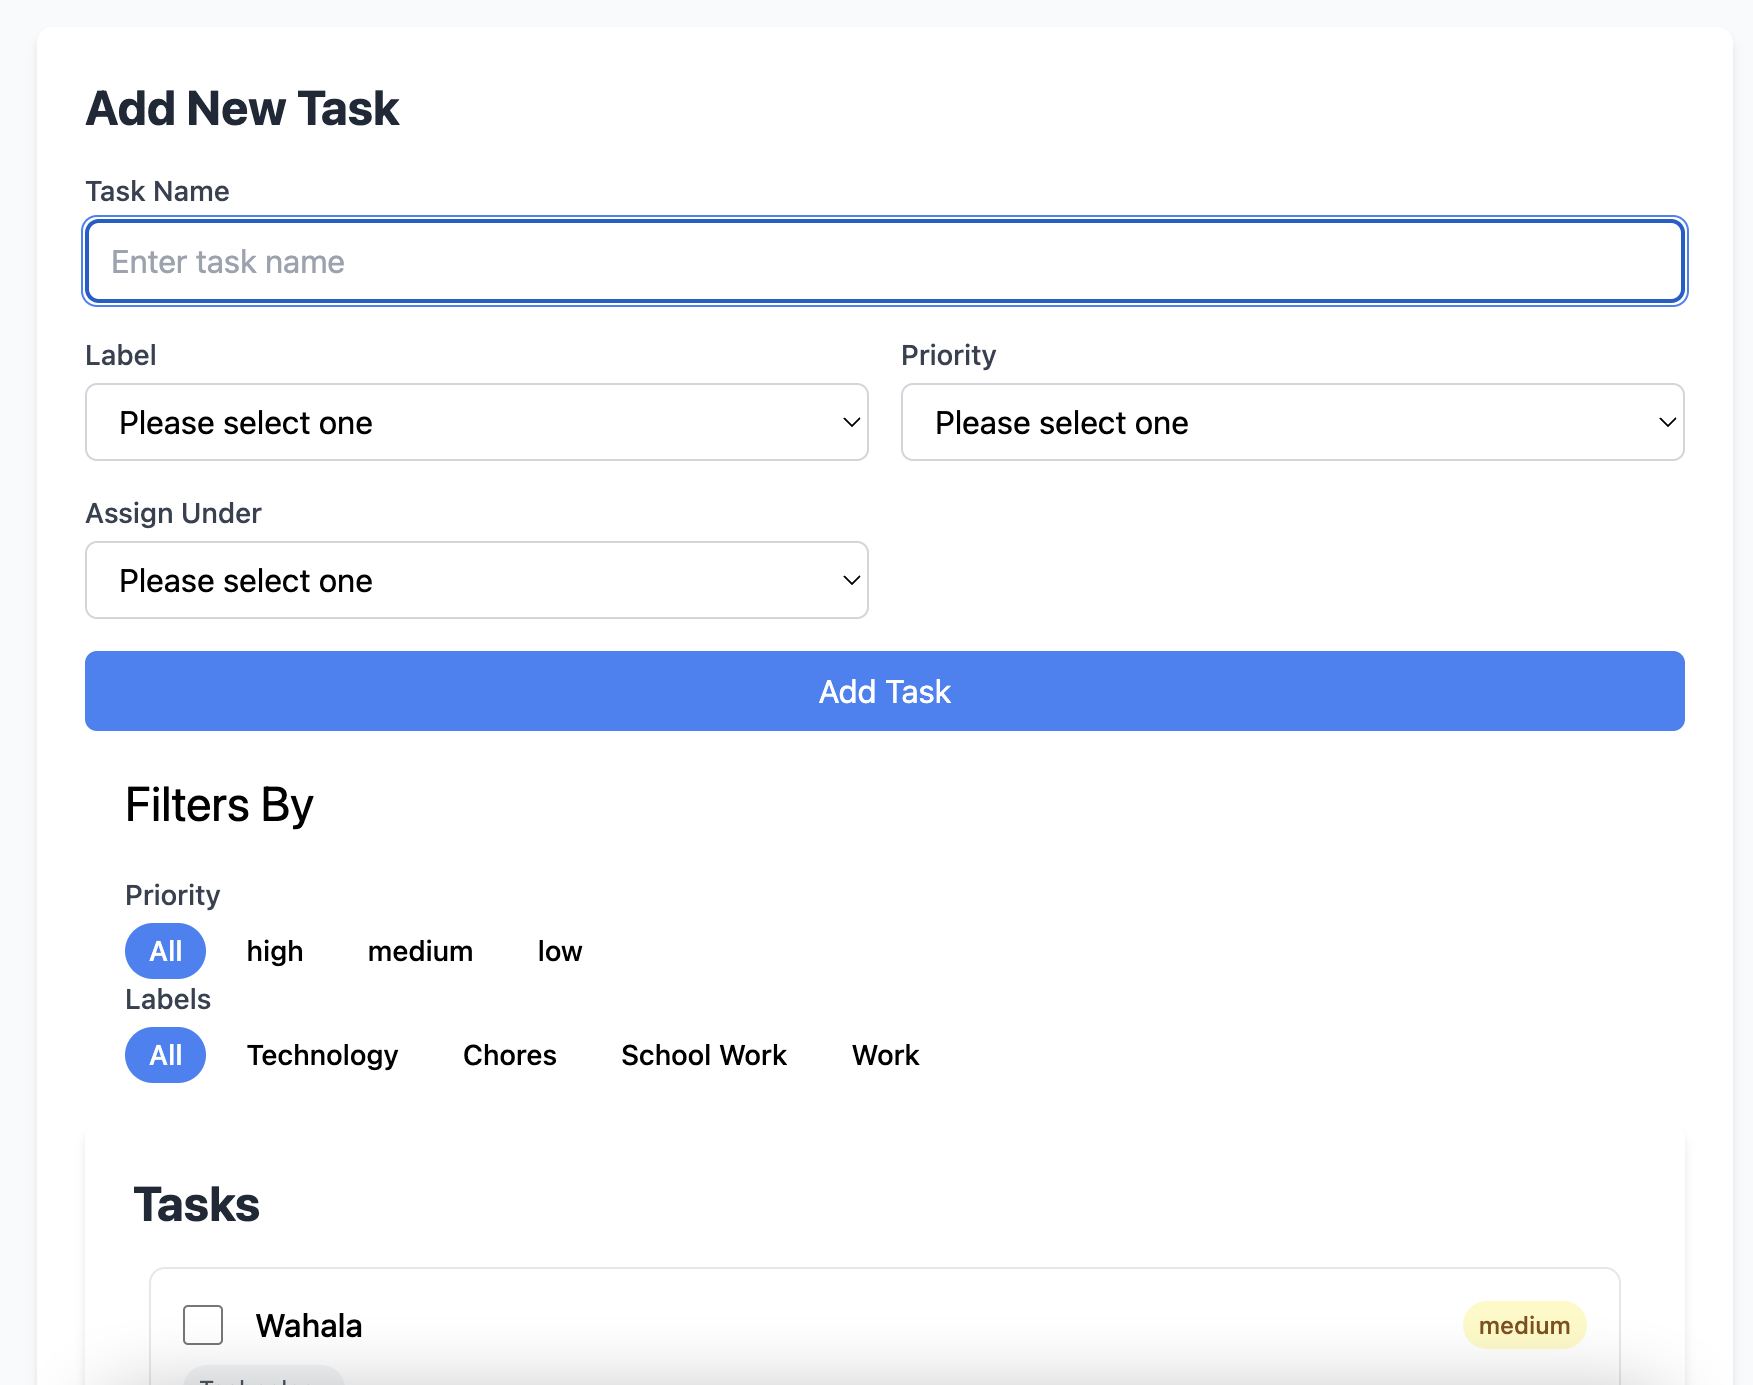 Add New Task
Task Name
Enter task name
Label
Priority
Please select one
Please select one
Assign Under
Please select one
Add Task
Filters By
Priority
All high medium low
Labels
All Technology Chores School Work Work
Tasks
Wahala
medium